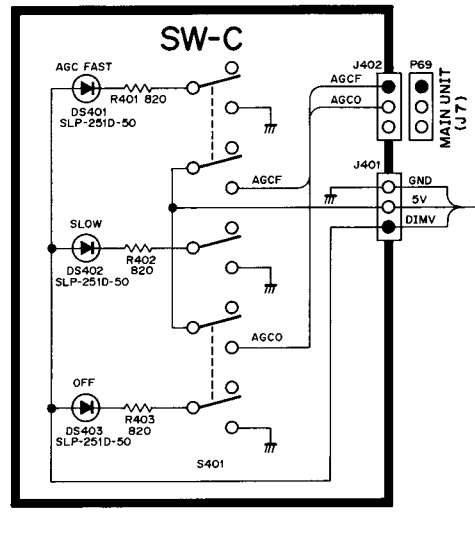 SW-C
AGC FAST
R401 820
DS401
SLP-251D-50
J402
P69
AGCF
AGCO
MAIN UNIT
(J7)
AGCF
J401
GND
5V
DIMV
SLOW
R402
820
DS402
SLP-251D-50
AGCO
OFF
R403
820
DS403
SLP-251D-50
S401